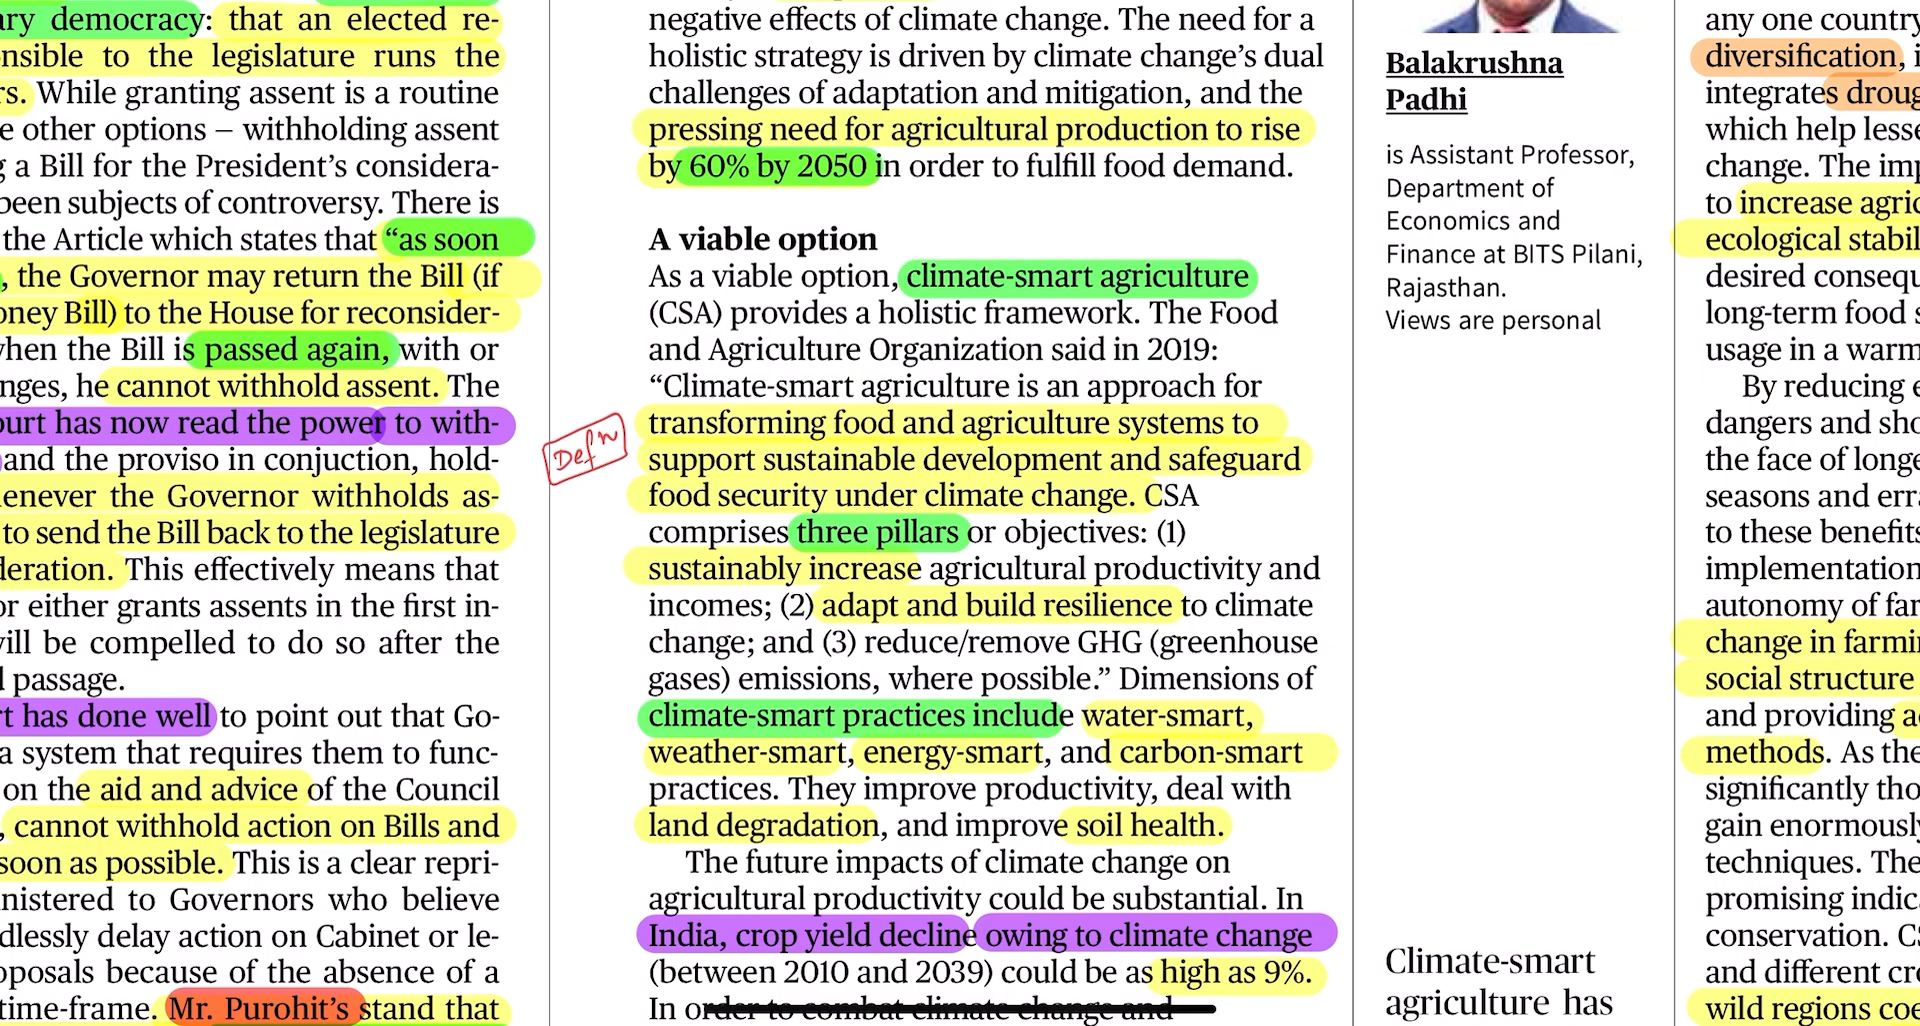 ary democracy: that an elected re-
nsible to the legislature runs the
rs. While granting assent is a routine
e other options – withholding assent
g a Bill for the President’s considera-
been subjects of controversy. There is
the Article which states that “as soon
, the Governor may return the Bill (if
oney Bill) to the House for reconsider-
when the Bill is passed again, with or
nges, he cannot withhold assent. The
ourt has now read the power to with-
and the proviso in conjuction, hold-
henever the Governor withholds as-
to send the Bill back to the legislature
deration. This effectively means that
or either grants assents in the first in-
will be compelled to do so after the
l passage.
rt has done well to point out that Go-
a system that requires them to func-
on the aid and advice of the Council
, cannot withhold action on Bills and
soon as possible. This is a clear repri-
nistered to Governors who believe
dlessly delay action on Cabinet or le-
oposals because of the absence of a
time-frame. Mr. Purohit’s stand that
negative effects of climate change. The need for a
holistic strategy is driven by climate change’s dual
challenges of adaptation and mitigation, and the
pressing need for agricultural production to rise
by 60% by 2050 in order to fulfill food demand.
A viable option
As a viable option, climate-smart agriculture
(CSA) provides a holistic framework. The Food
and Agriculture Organization said in 2019:
“Climate-smart agriculture is an approach for
transforming food and agriculture systems to
support sustainable development and safeguard
food security under climate change. CSA
comprises three pillars or objectives: (1)
sustainably increase agricultural productivity and
incomes; (2) adapt and build resilience to climate
change; and (3) reduce/remove GHG (greenhouse
gases) emissions, where possible.” Dimensions of
climate-smart practices include water-smart,
weather-smart, energy-smart, and carbon-smart
practices. They improve productivity, deal with
land degradation, and improve soil health.
The future impacts of climate change on
agricultural productivity could be substantial. In
India, crop yield decline owing to climate change
(between 2010 and 2039) could be as high as 9%.
In order to combat climate change and
Defn
Balakrushna
Padhi
is Assistant Professor,
Department of
Economics and
Finance at BITS Pilani,
Rajasthan.
Views are personal
Climate-smart
agriculture has
any one country
diversification, i
integrates droug
which help lesse
change. The imp
to increase agric
ecological stabil
desired consequ
long-term food s
usage in a warm
By reducing e
dangers and sho
the face of longe
seasons and erra
to these benefits
implementation
autonomy of far
change in farmin
social structure
and providing a
methods. As the
significantly tho
gain enormously
techniques. The
promising indic
conservation. CS
and different cr
wild regions coe